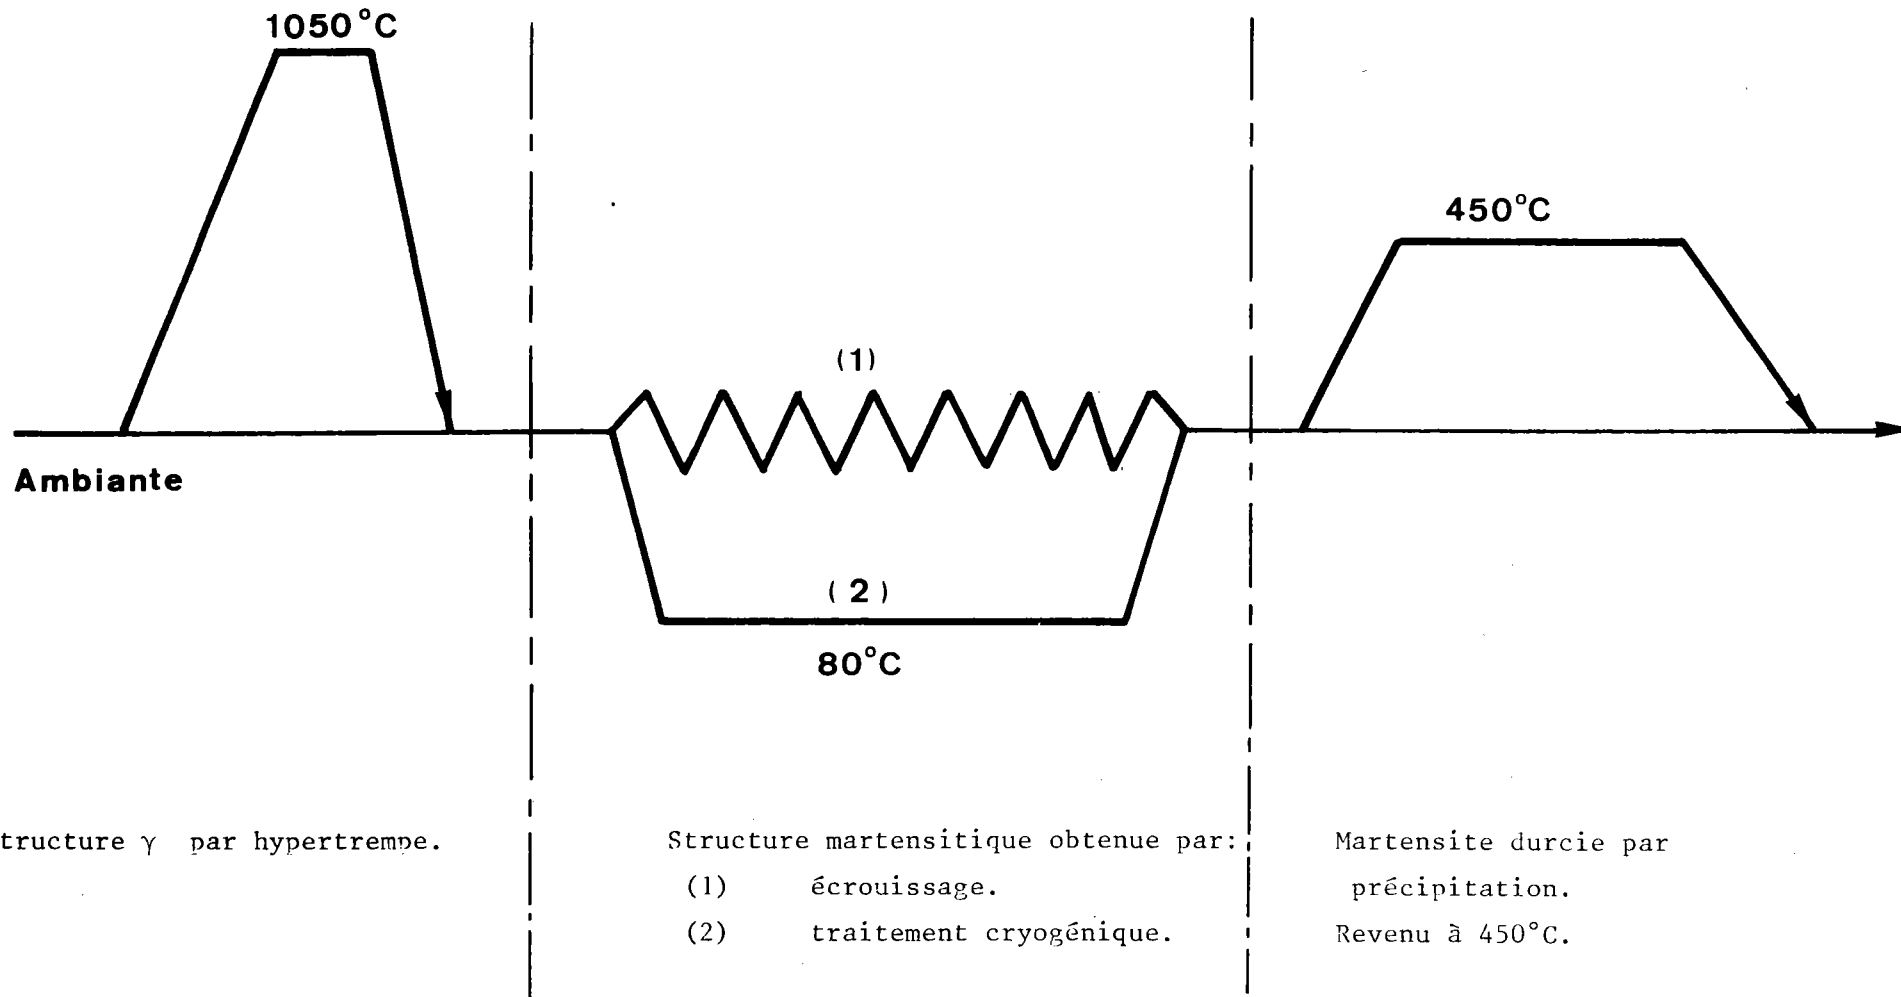 1050°C
450°C
(1)
Ambiante
(2)
80°C
tructure γ par hypertrempe.
Structure martensitique obtenue par:
(1) écrouissage.
(2) traitement cryogénique.
Martensite durcie par
précipitation.
Revenu à 450°C.